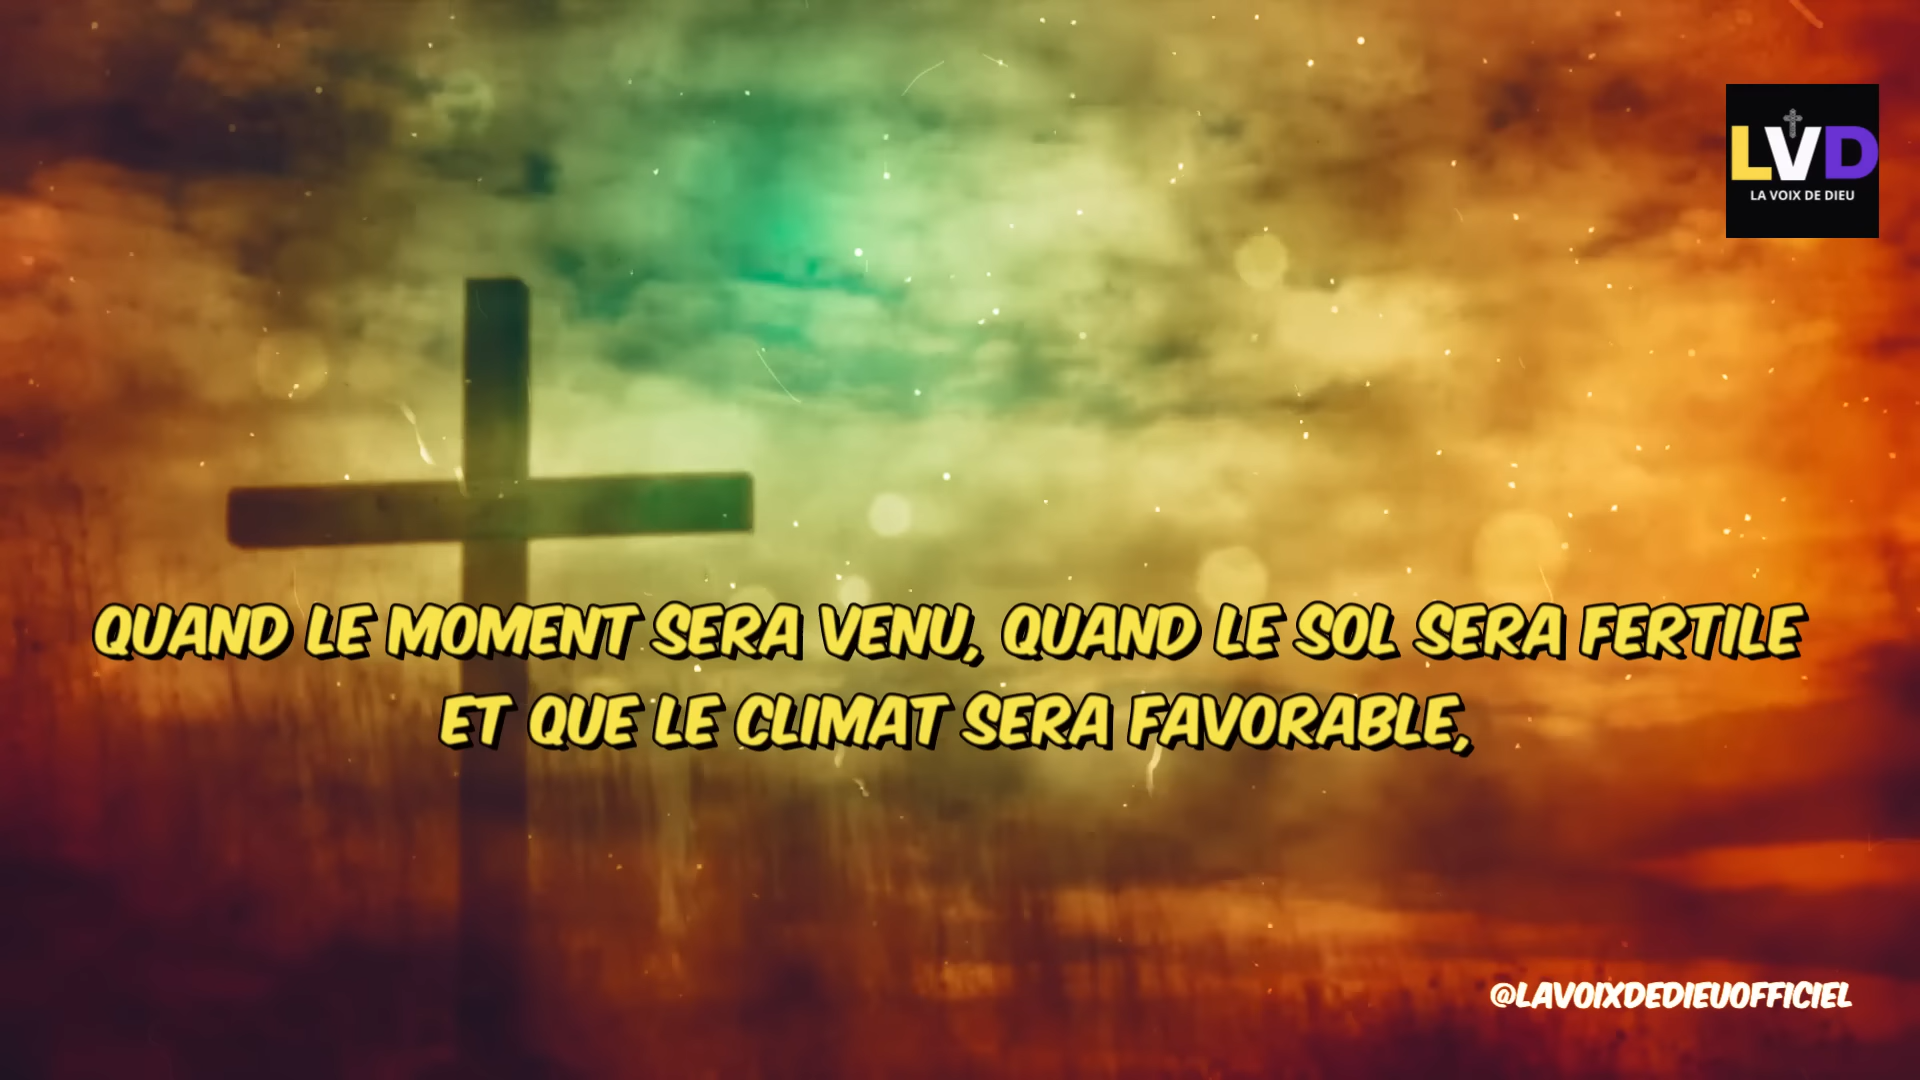 LVD
LA VOIX DE DIEU
QUAND LE MOMENT SERA VENU, QUAND LE SOL SERA FERTILE
ET QUE LE CLIMAT SERA FAVORABLE,
@LAVOIXDEDIEUOFFICIEL